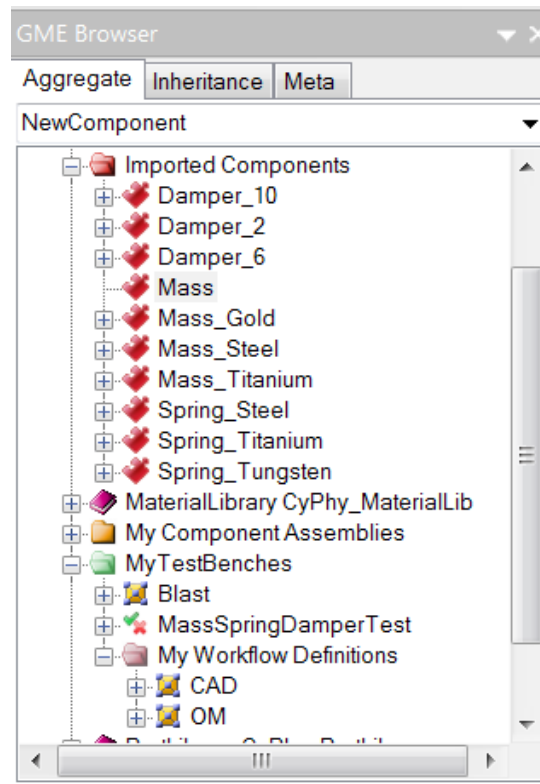 GME Browser
Aggregate Inheritance Meta
NewComponent
Imported Components
Damper_10
Damper_2
Damper_6
Mass
Mass_Gold
Mass_Steel
Mass_Titanium
Spring_Steel
Spring_Titanium
Spring_Tungsten
MaterialLibrary CyPhy_MaterialLib
My Component Assemblies
MyTestBenches
Blast
MassSpringDamperTest
My Workflow Definitions
CAD
OM